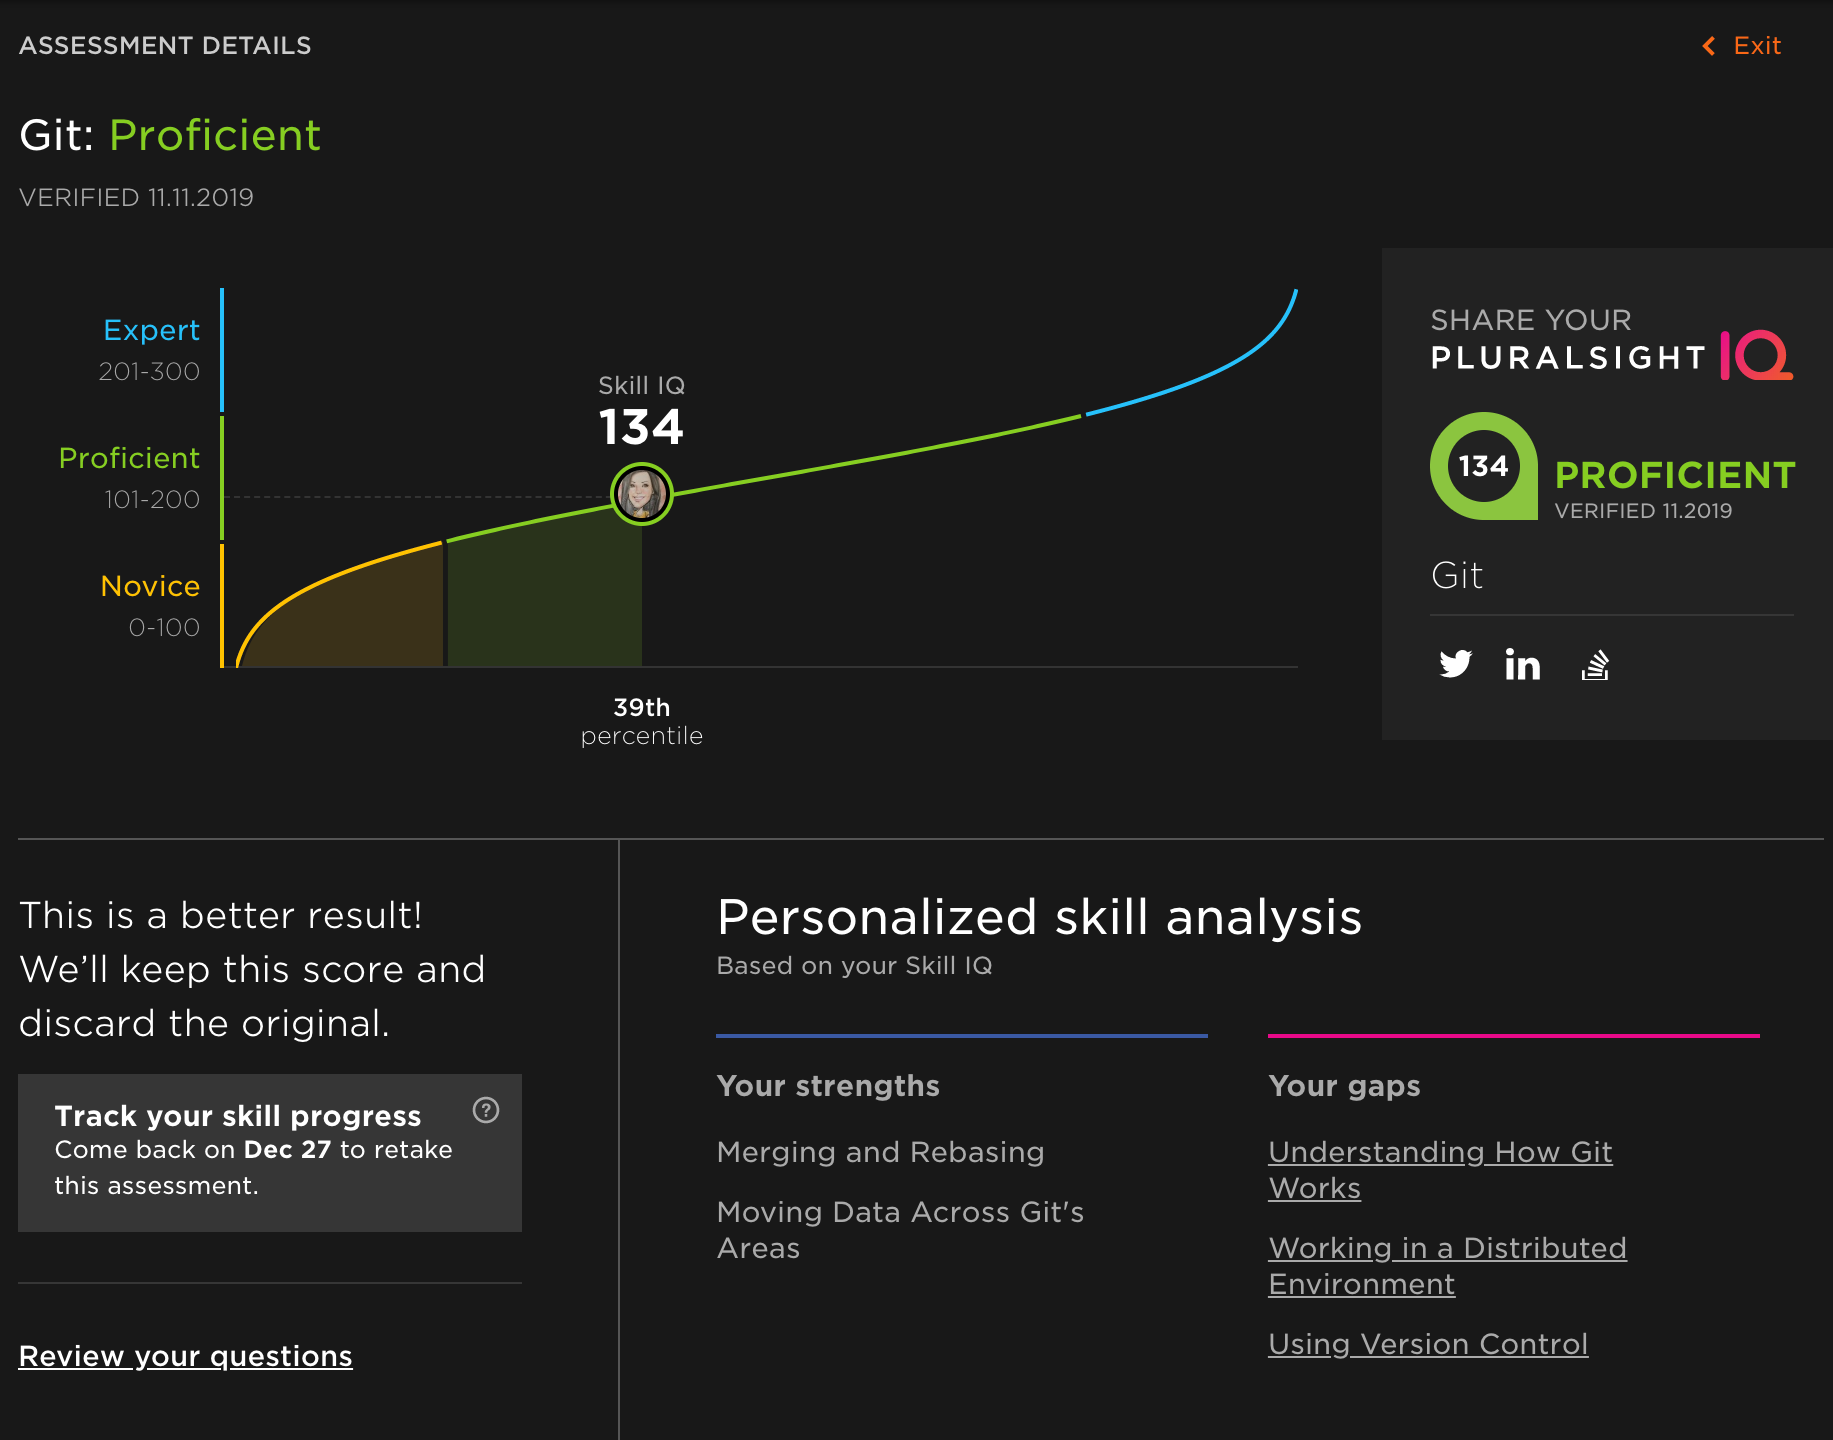 ASSESSMENT DETAILS
Exit
Git: Proficient
VERIFIED 11.11.2019
Expert
201-300
Proficient
101-200
Novice
0-100
Skill IQ
134
39th
percentile
SHARE YOUR
PLURALSIGHT IQ
134
PROFICIENT
VERIFIED 11.2019
Git
in
This is a better result!
We’ll keep this score and
discard the original.
Track your skill progress
?
Come back on Dec 27 to retake
this assessment.
Review your questions
Personalized skill analysis
Based on your Skill IQ
Your strengths
Merging and Rebasing
Moving Data Across Git's
Areas
Your gaps
Understanding How Git
Works
Working in a Distributed
Environment
Using Version Control